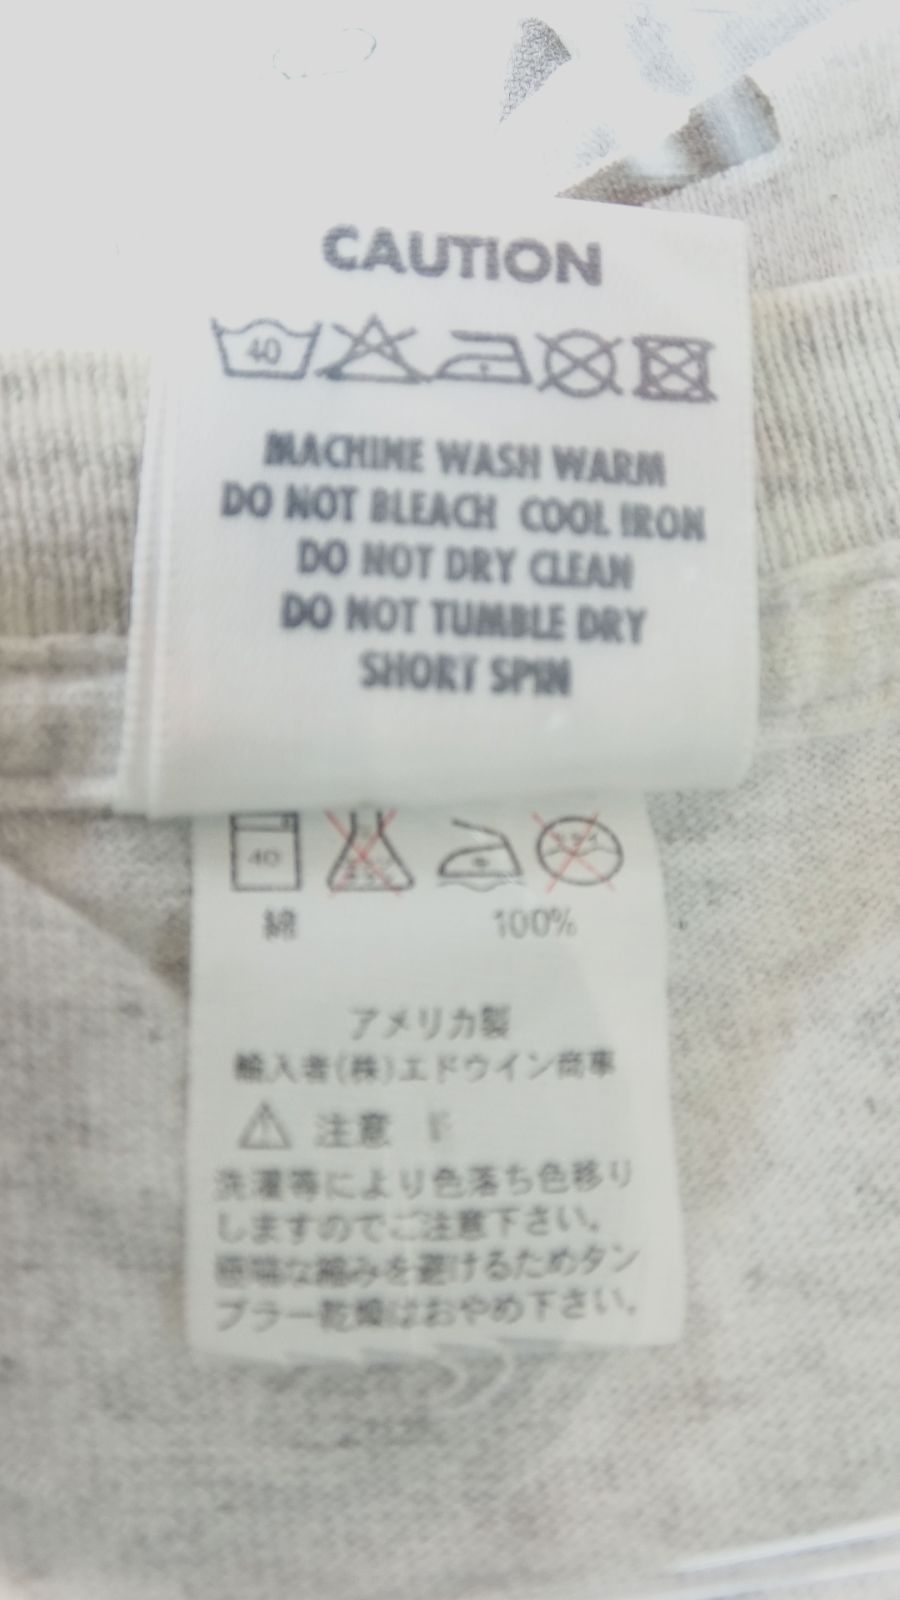 CAUTION
40
MACHINE WASH WARM
DO NOT BLEACH COOL IRON
DO NOT DRY CLEAN
DO NOT TUMBLE DRY
SHORT SPIN
40
綿 100%
アメリカ製
輸入者(株)エドウイン商事
注意
洗濯等により色落ち色移り
しますのでご注意下さい。
極端な縮みを避けるためタン
ブラー乾燥はおやめ下さい。